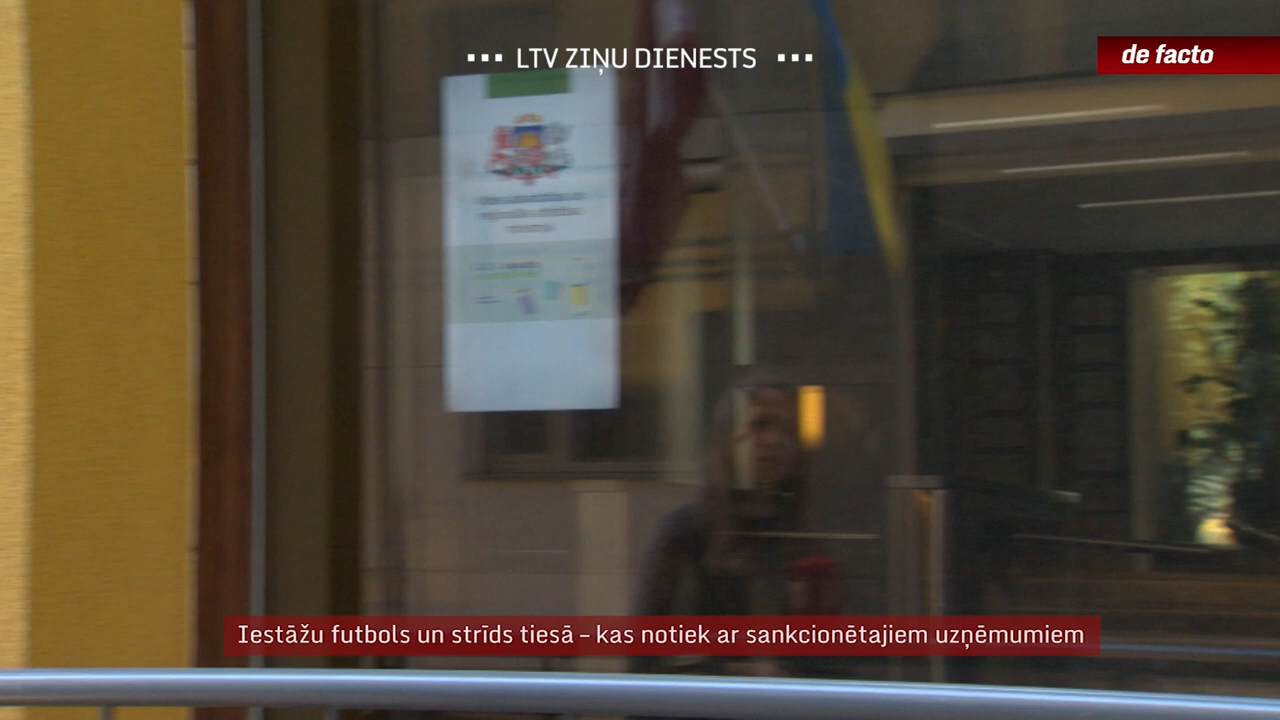 LTV ZIŅU DIENESTS
de facto
Iestāžu futbols un strīds tiesā – kas notiek ar sankcionētajiem uzņēmumiem